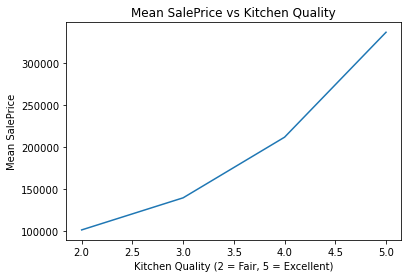 Mean SalePrice vs Kitchen Quality
Mean SalePrice
300000
250000
200000
150000
100000
2.0 2.5 3.0 3.5 4.0 4.5 5.0
Kitchen Quality (2 = Fair, 5 = Excellent)